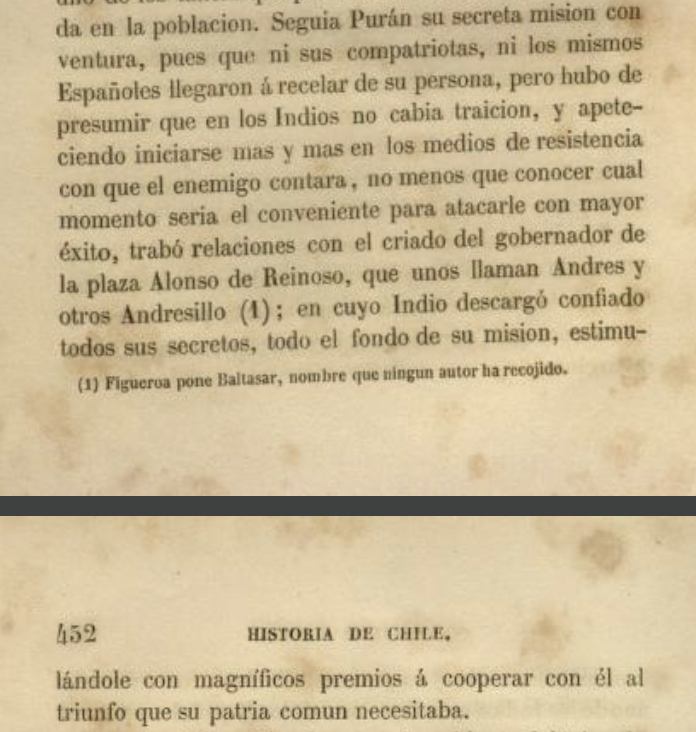 da en la poblacion. Seguia Purán su secreta mision con
ventura, pues que ni sus compatriotas, ni los mismos
Españoles llegaron á recelar de su persona, pero hubo de
presumir que en los Indios no cabia traicion, y apete-
ciendo iniciarse mas y mas en los medios de resistencia
con que el enemigo contara, no menos que conocer cual
momento seria el conveniente para atacarle con mayor
éxito, trabó relaciones con el criado del gobernador de
la plaza Alonso de Reinoso, que unos llaman Andres y
otros Andresillo (1); en cuyo Indio descargó confiado
todos sus secretos, todo el fondo de su mision, estimu-
(1) Figueroa pone Baltasar, nombre que ningun autor ha recojido.
452 HISTORIA DE CHILE.
lándole con magníficos premios á cooperar con él al
triunfo que su patria comun necesitaba.